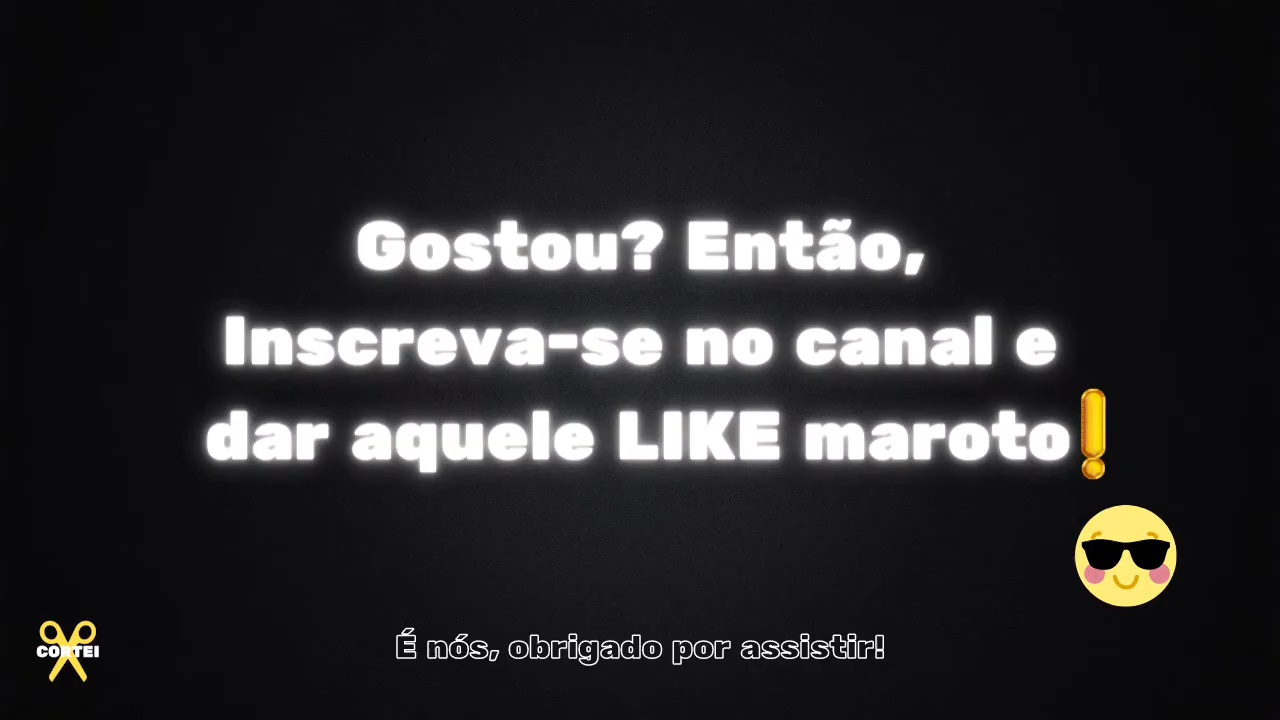 Gostou? Então,
Inscreva-se no canal e
dar aquele LIKE maroto!
É nós, obrigado por assistir!
CORTEI